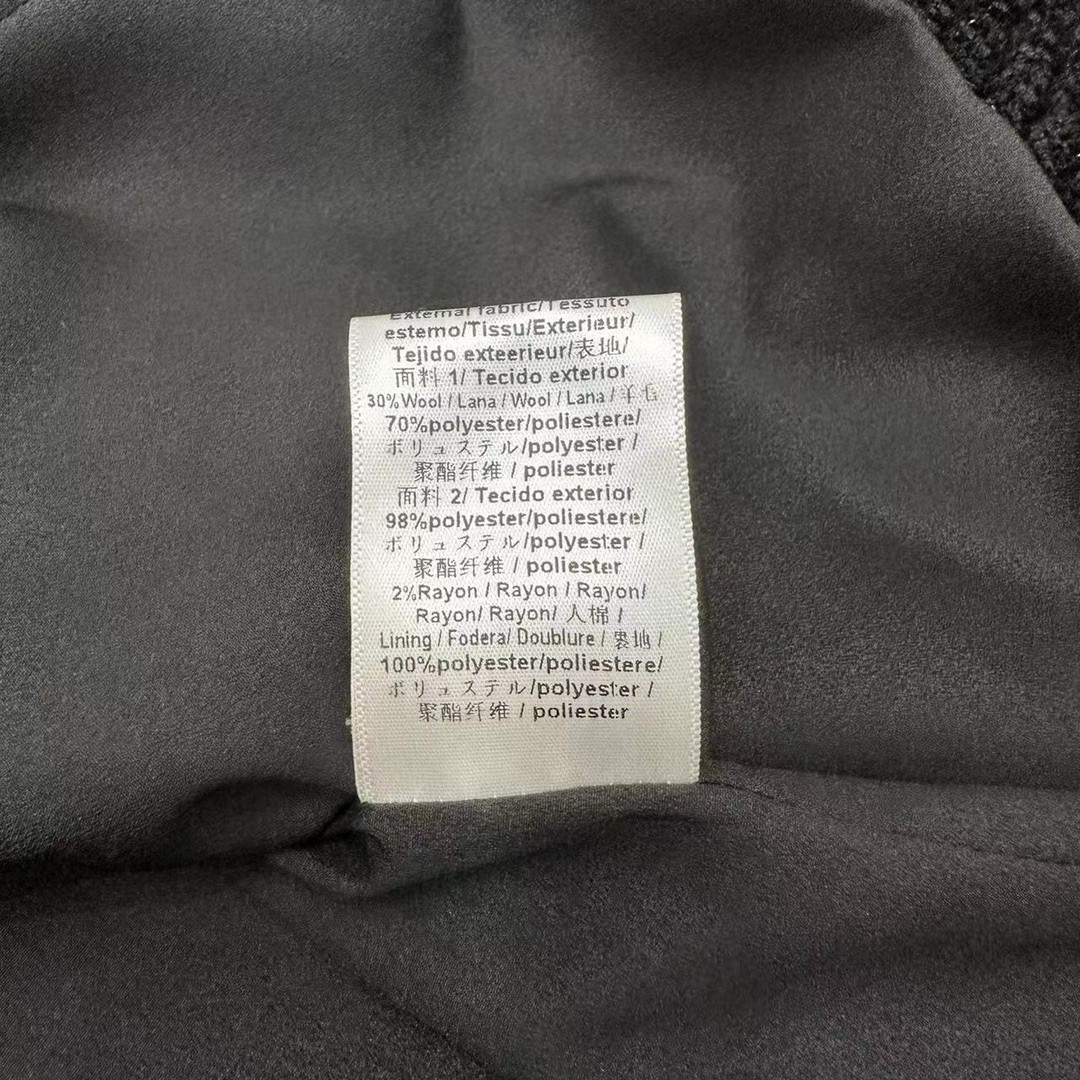 External fabric/Tessuto
estemo/Tissu/Exterieur/
Tejido exteerieur/表地/
面料 1/ Tecido exterior
30%Wool / Lana / Wool / Lana / 羊毛
70%polyester/poliestere/
ポリュステル/polyester /
聚酯纤维 / poliester
面料 2/ Tecido exterior
98%polyester/poliestere/
ポリュステル/polyester /
聚酯纤维 / poliester
2%Rayon / Rayon / Rayon/
Rayon/ Rayon/ 人棉 /
Lining / Fodera/ Doublure / 裏地 /
100%polyester/poliestere/
ポリュステル/polyester /
聚酯纤维 / poliester